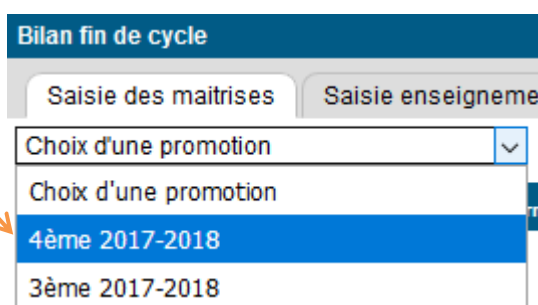 Bilan fin de cycle
Saisie des maitrises Saisie enseigneme
Choix d'une promotion
Choix d'une promotion
4ème 2017-2018
3ème 2017-2018